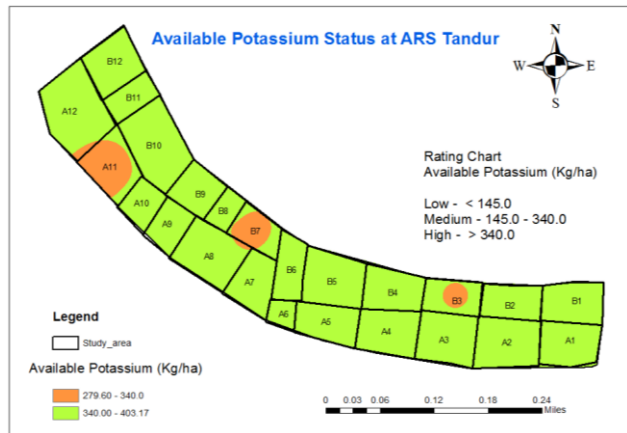 Available Potassium Status at ARS Tandur
N
W E
S
B12
A12
B11
B10
A11
A10
B9
B8
A9
B7
A8
B6
A7
B5
B4
B3
B2
B1
A6
A5
A4
A3
A2
A1
Rating Chart
Available Potassium (Kg/ha)
Low - < 145.0
Medium - 145.0 - 340.0
High - > 340.0
Legend
Study_area
Available Potassium (Kg/ha)
279.60 - 340.0
340.00 - 403.17
0 0.03 0.06 0.12 0.18 0.24
Miles